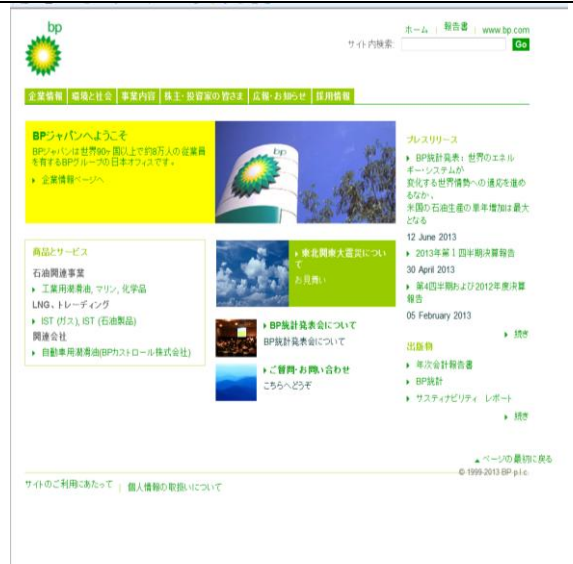 bp
ホーム | 報告書 | www.bp.com
サイト内検索: Go
企業情報 環境と社会 事業内容 株主・投資家の皆さま 広報・お知らせ 採用情報
BPジャパンへようこそ
BPジャパンは世界90ヶ国以上で約8万人の従業員
を有するBPグループの日本オフィスです。
企業情報ページへ
bp
商品とサービス
石油関連事業
工業用潤滑油, マリン, 化学品
LNG、トレーディング
IST (ガス), IST (石油製品)
関連会社
自動車用潤滑油(BPカストロール株式会社)
東北関東大震災につい
て
お見舞い
BP統計発表会について
BP統計発表会について
ご質問・お問い合わせ
こちらへどうぞ
プレスリリース
BP統計発表: 世界のエネル
ギー・システムが
変化する世界情勢への適応を進め
るなか、
米国の石油生産の単年増加は最大
となる
12 June 2013
2013年第1四半期決算報告
30 April 2013
第4四半期および2012年度決算
報告
05 February 2013
続き
出版物
年次会計報告書
BP統計
サスティナビリティ レポート
続き
ページの最初に戻る
© 1999-2013 BP p.l.c.
サイトのご利用にあたって | 個人情報の取扱いについて